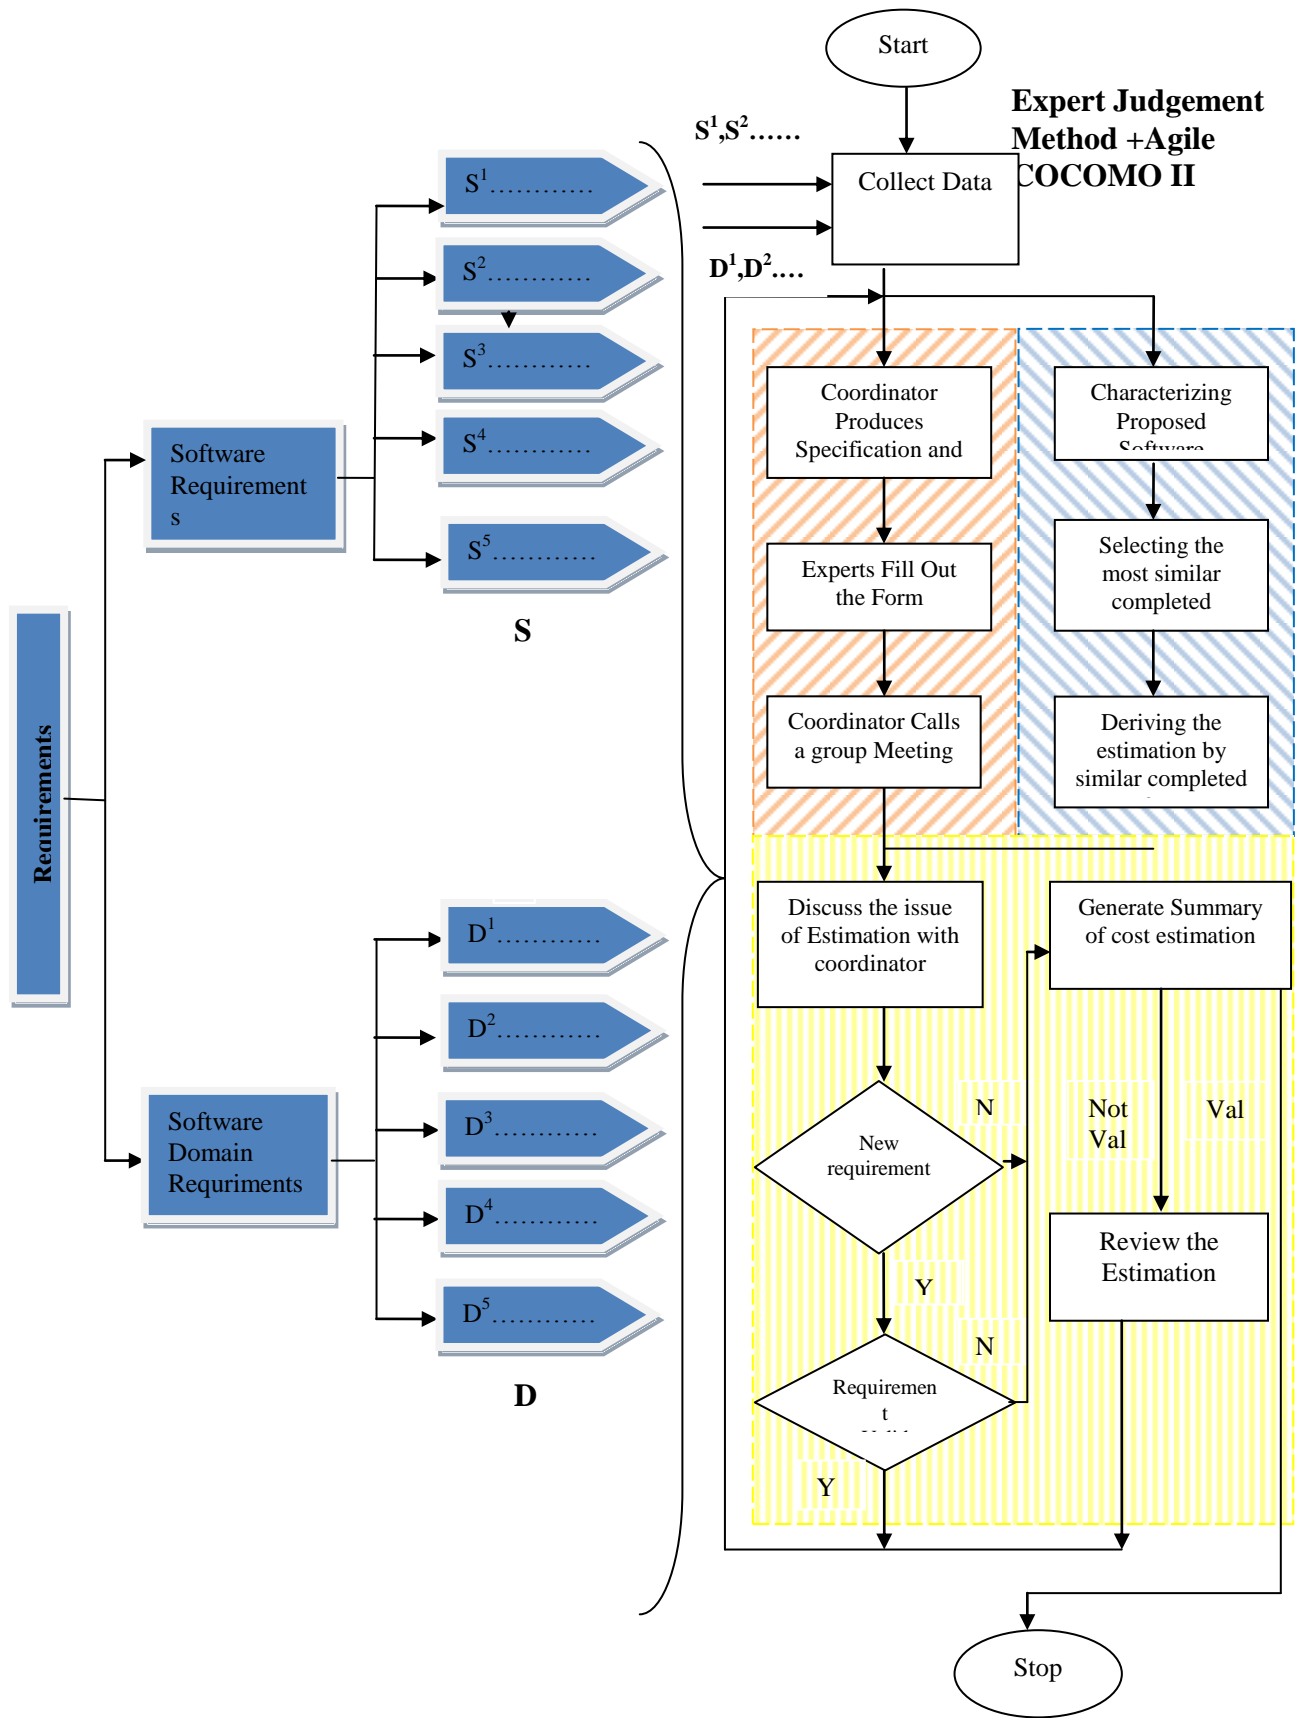 Start
Expert Judgement
Method +Agile
COCOMO II
S¹,S²……
Collect Data
D¹,D²….
Requirements
Software
Requirement
s
S¹…………
S²…………
S³…………
S⁴…………
S⁵…………
S
Software
Domain
Requriments
D¹…………
D²…………
D³…………
D⁴…………
D⁵…………
D
Coordinator
Produces
Specification and
Experts Fill Out
the Form
Coordinator Calls
a group Meeting
Characterizing
Proposed
Software
Selecting the
most similar
completed
Deriving the
estimation by
similar completed
Discuss the issue
of Estimation with
coordinator
Generate Summary
of cost estimation
New
requirement
N
Y
Not
Val
Val
Review the
Estimation
Requiremen
t
N
Y
Stop